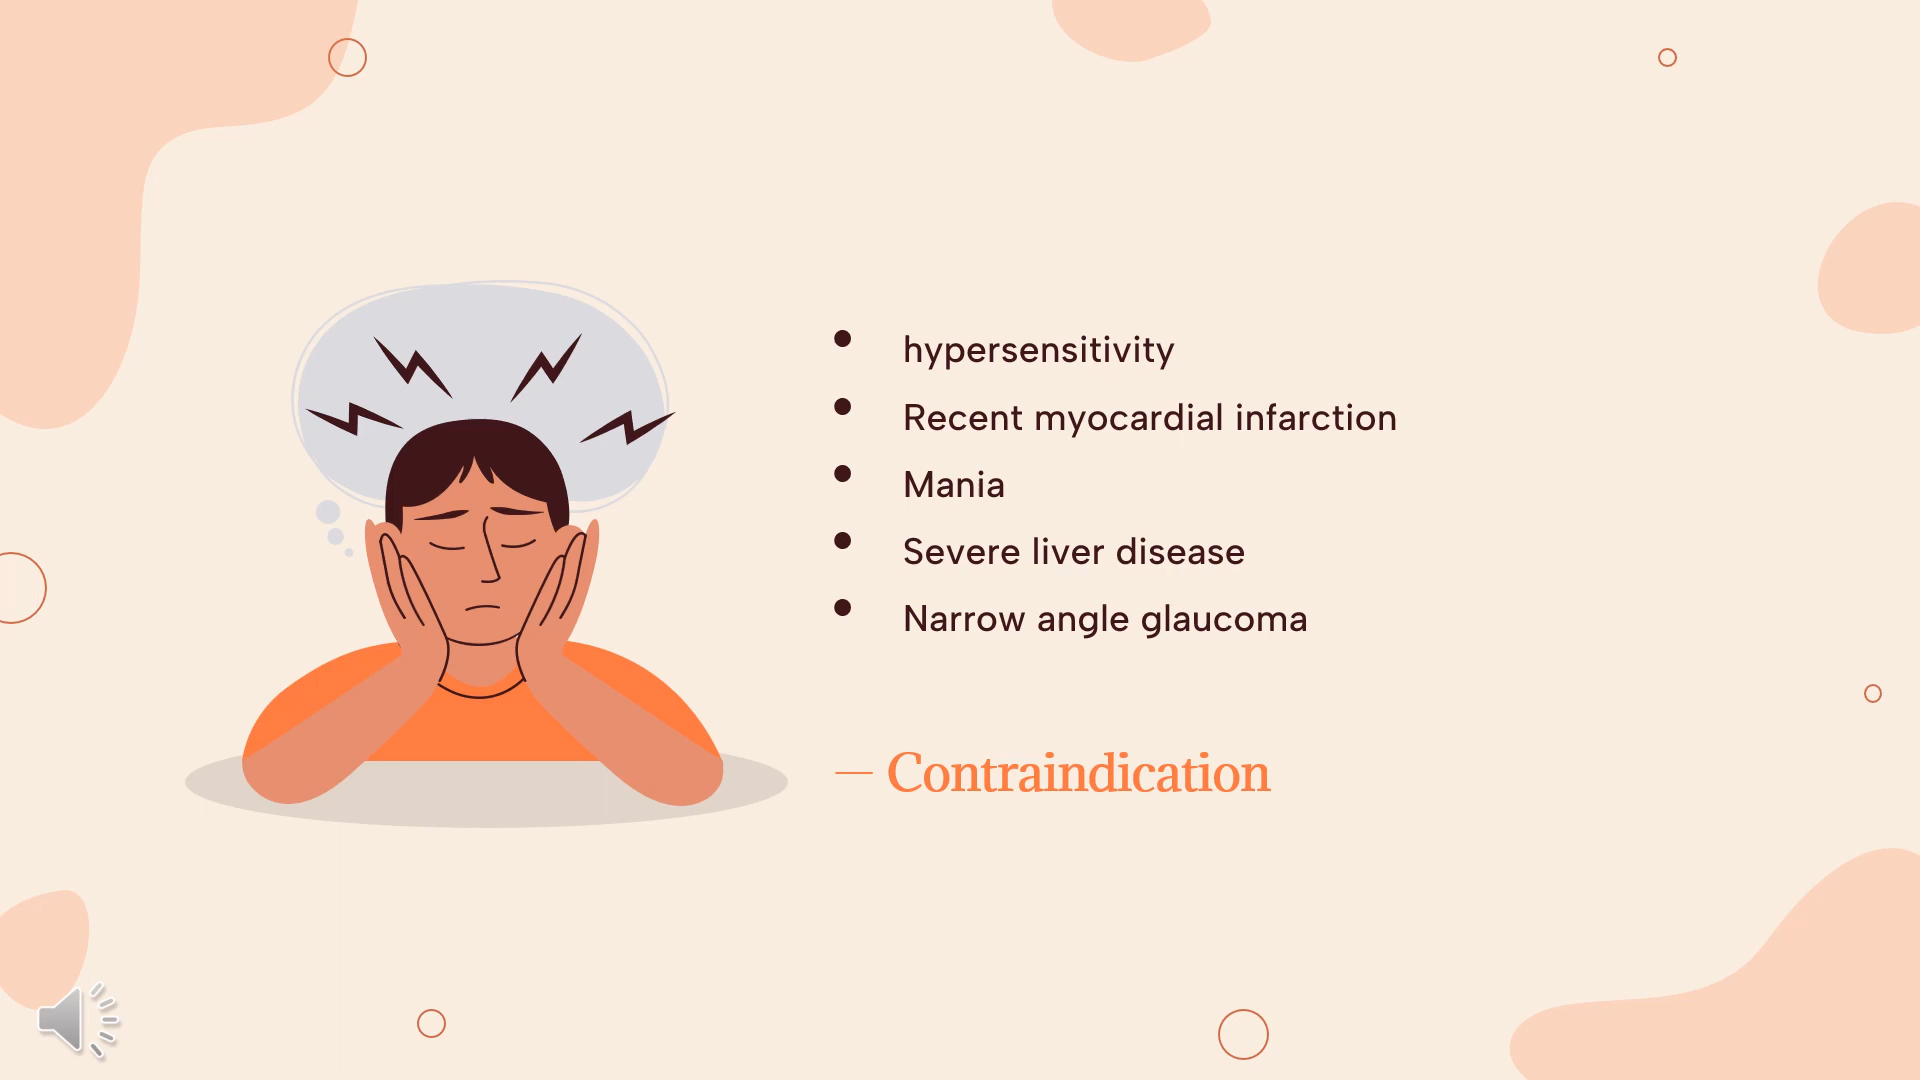 hypersensitivity
Recent myocardial infarction
Mania
Severe liver disease
Narrow angle glaucoma
— Contraindication